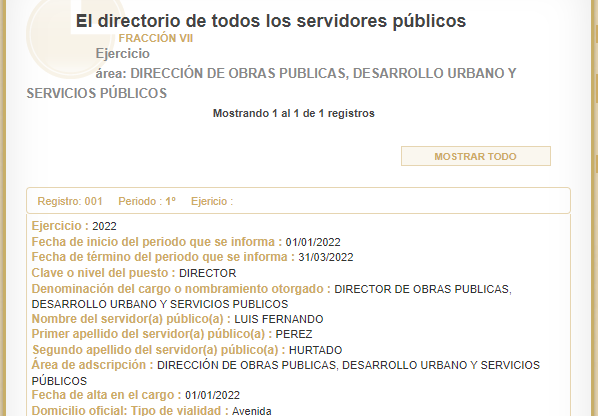 El directorio de todos los servidores públicos
FRACCIÓN VII
Ejercicio
área: DIRECCIÓN DE OBRAS PUBLICAS, DESARROLLO URBANO Y
SERVICIOS PÚBLICOS
Mostrando 1 al 1 de 1 registros
MOSTRAR TODO
Registro: 001 Periodo : 1º Ejericio :
Ejercicio : 2022
Fecha de inicio del periodo que se informa : 01/01/2022
Fecha de término del periodo que se informa : 31/03/2022
Clave o nivel del puesto : DIRECTOR
Denominación del cargo o nombramiento otorgado : DIRECTOR DE OBRAS PUBLICAS,
DESARROLLO URBANO Y SERVICIOS PUBLICOS
Nombre del servidor(a) público(a) : LUIS FERNANDO
Primer apellido del servidor(a) público(a) : PEREZ
Segundo apellido del servidor(a) público(a) : HURTADO
Área de adscripción : DIRECCIÓN DE OBRAS PUBLICAS, DESARROLLO URBANO Y SERVICIOS
PÚBLICOS
Fecha de alta en el cargo : 01/01/2022
Domicilio oficial: Tipo de vialidad : Avenida